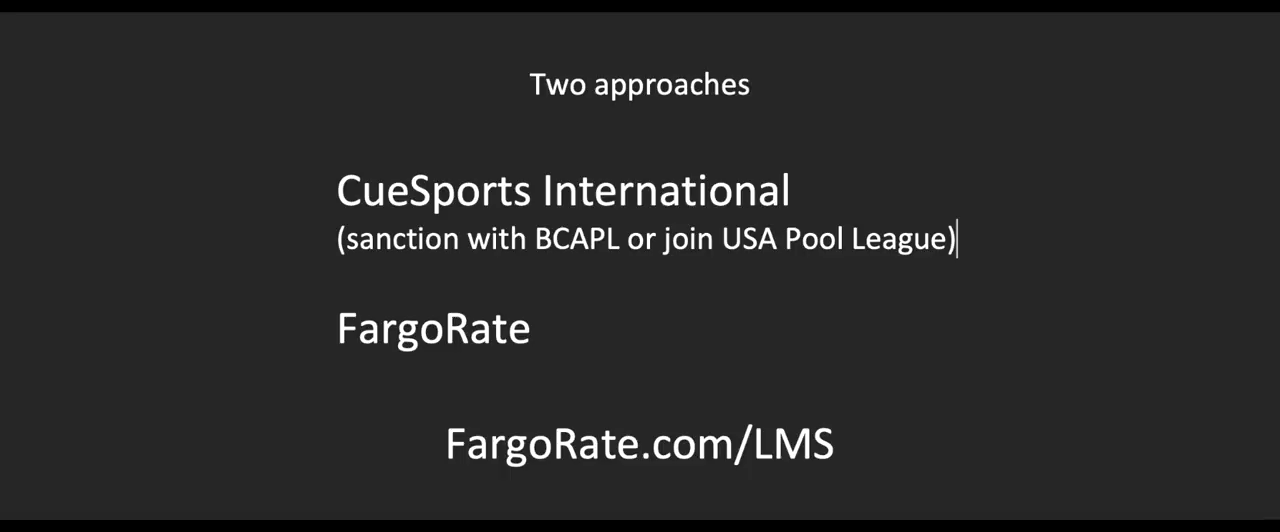 Two approaches
CueSports International
(sanction with BCAPL or join USA Pool League)
FargoRate
FargoRate.com/LMS